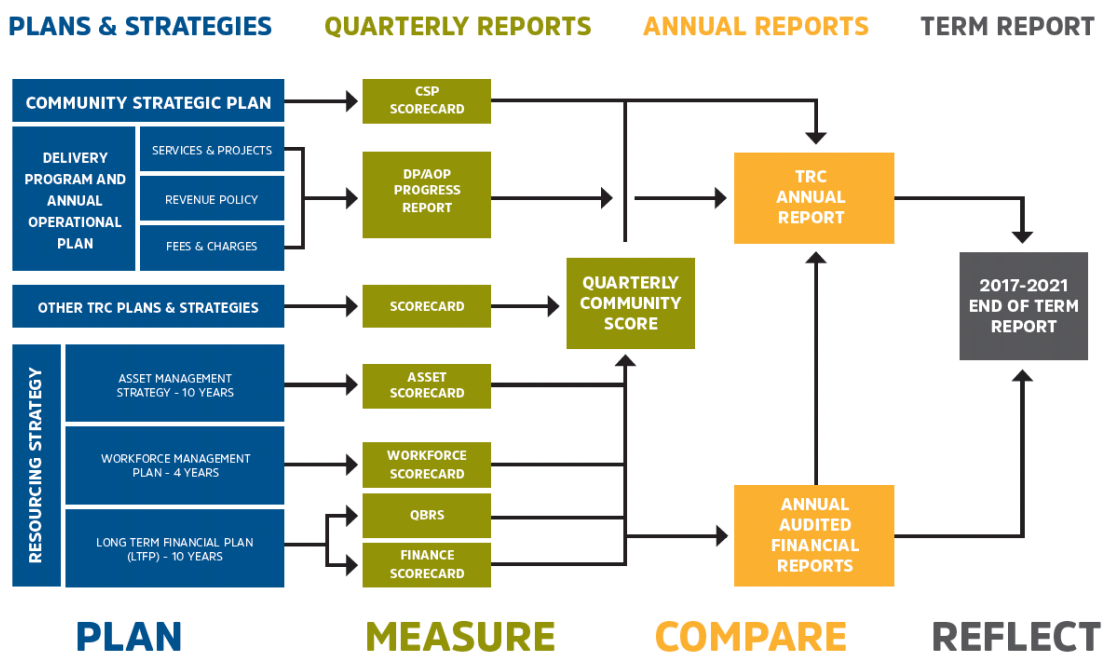 PLANS & STRATEGIES
QUARTERLY REPORTS
ANNUAL REPORTS
TERM REPORT
COMMUNITY STRATEGIC PLAN
CSP
SCORECARD
DELIVERY
PROGRAM AND
ANNUAL
OPERATIONAL
PLAN
SERVICES & PROJECTS
REVENUE POLICY
FEES & CHARGES
DP/AOP
PROGRESS
REPORT
TRC
ANNUAL
REPORT
OTHER TRC PLANS & STRATEGIES
SCORECARD
QUARTERLY
COMMUNITY
SCORE
2017-2021
END OF TERM
REPORT
RESOURCING STRATEGY
ASSET MANAGEMENT
STRATEGY - 10 YEARS
ASSET
SCORECARD
WORKFORCE MANAGEMENT
PLAN - 4 YEARS
WORKFORCE
SCORECARD
LONG TERM FINANCIAL PLAN
(LTFP) - 10 YEARS
QBRS
FINANCE
SCORECARD
ANNUAL
AUDITED
FINANCIAL
REPORTS
PLAN
MEASURE
COMPARE
REFLECT